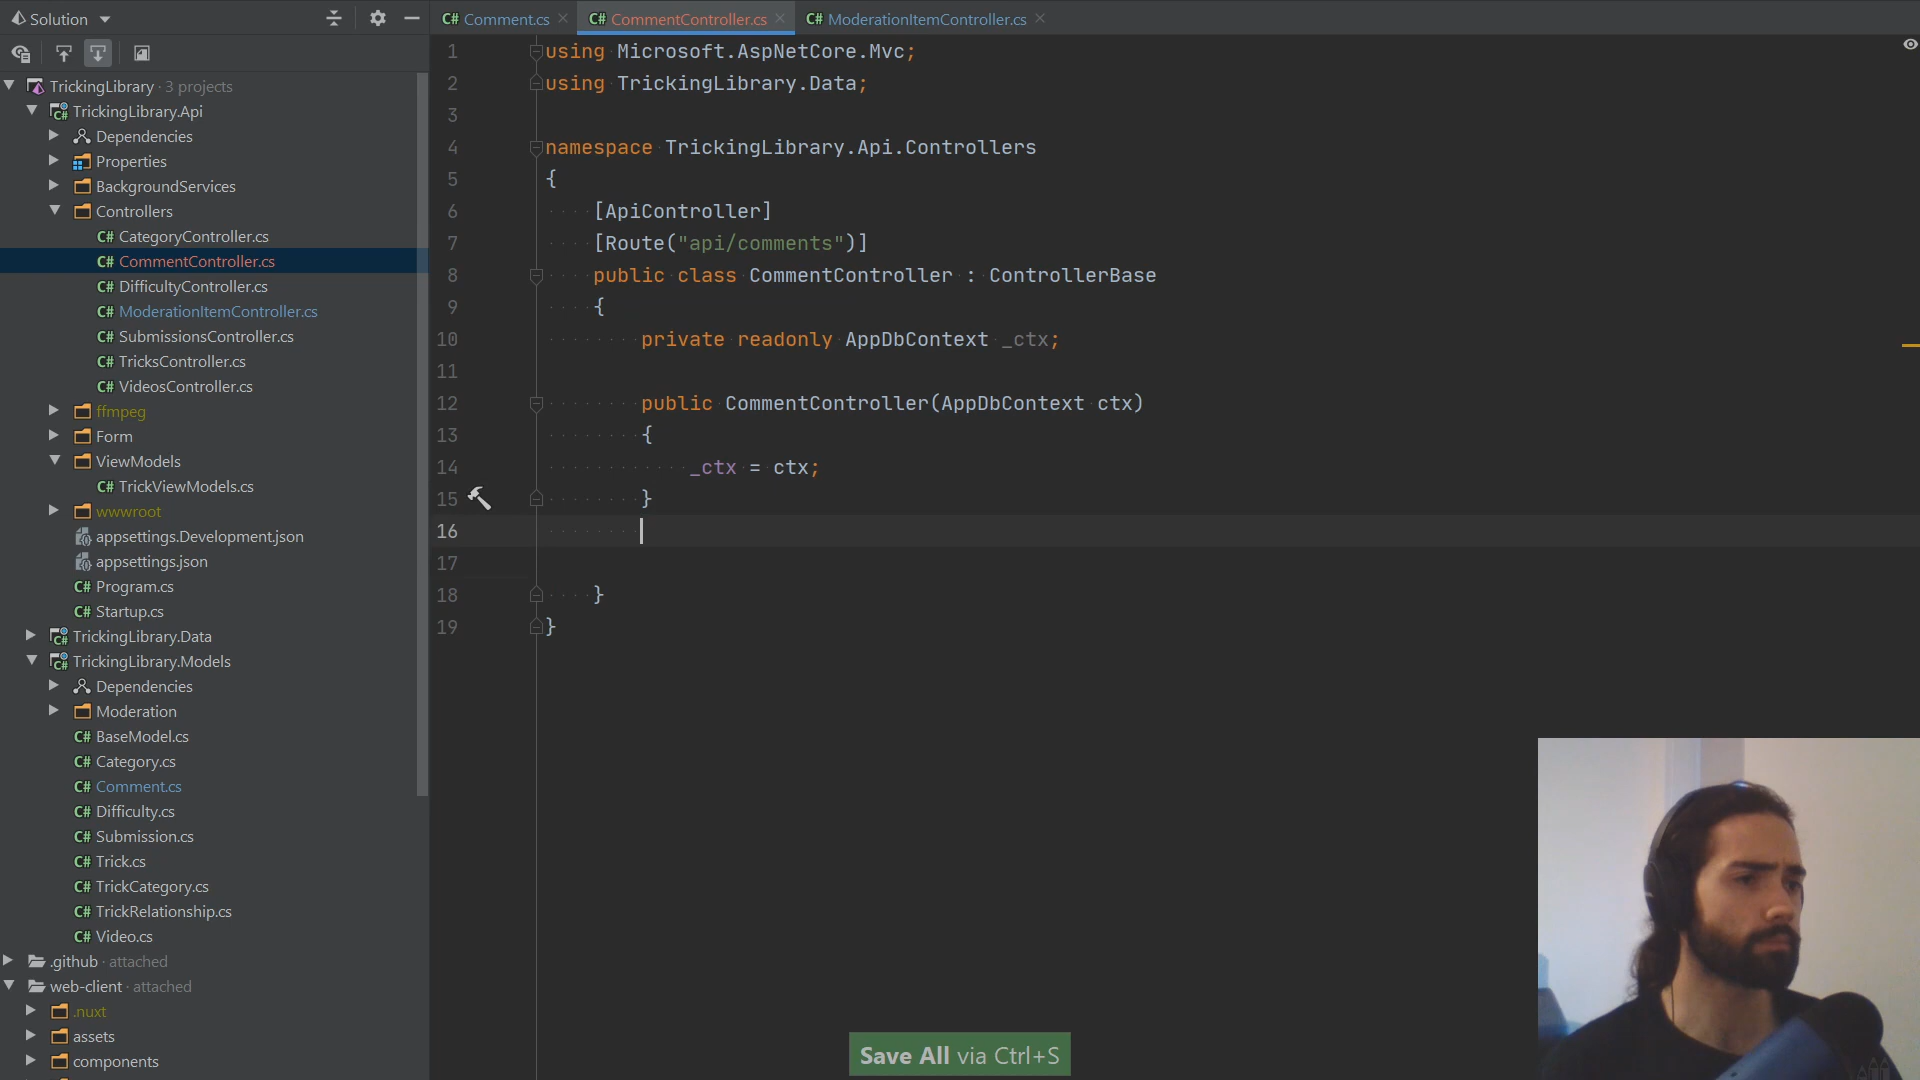 Solution
TrickingLibrary · 3 projects
TrickingLibrary.Api
Dependencies
Properties
BackgroundServices
Controllers
C# CategoryController.cs
C# CommentController.cs
C# DifficultyController.cs
C# ModerationItemController.cs
C# SubmissionsController.cs
C# TricksController.cs
C# VideosController.cs
ffmpeg
Form
ViewModels
C# TrickViewModels.cs
wwwroot
appsettings.Development.json
appsettings.json
C# Program.cs
C# Startup.cs
TrickingLibrary.Data
TrickingLibrary.Models
Dependencies
Moderation
C# BaseModel.cs
C# Category.cs
C# Comment.cs
C# Difficulty.cs
C# Submission.cs
C# Trick.cs
C# TrickCategory.cs
C# TrickRelationship.cs
C# Video.cs
.github · attached
web-client · attached
.nuxt
assets
components
C# Comment.cs
C# CommentController.cs
C# ModerationItemController.cs
1 using Microsoft.AspNetCore.Mvc;
2 using TrickingLibrary.Data;
3
4 namespace TrickingLibrary.Api.Controllers
5 {
6 [ApiController]
7 [Route("api/comments")]
8 public class CommentController : ControllerBase
9 {
10 private readonly AppDbContext _ctx;
11
12 public CommentController(AppDbContext ctx)
13 {
14 _ctx = ctx;
15 }
16
17
18 }
19 }
Save All via Ctrl+S